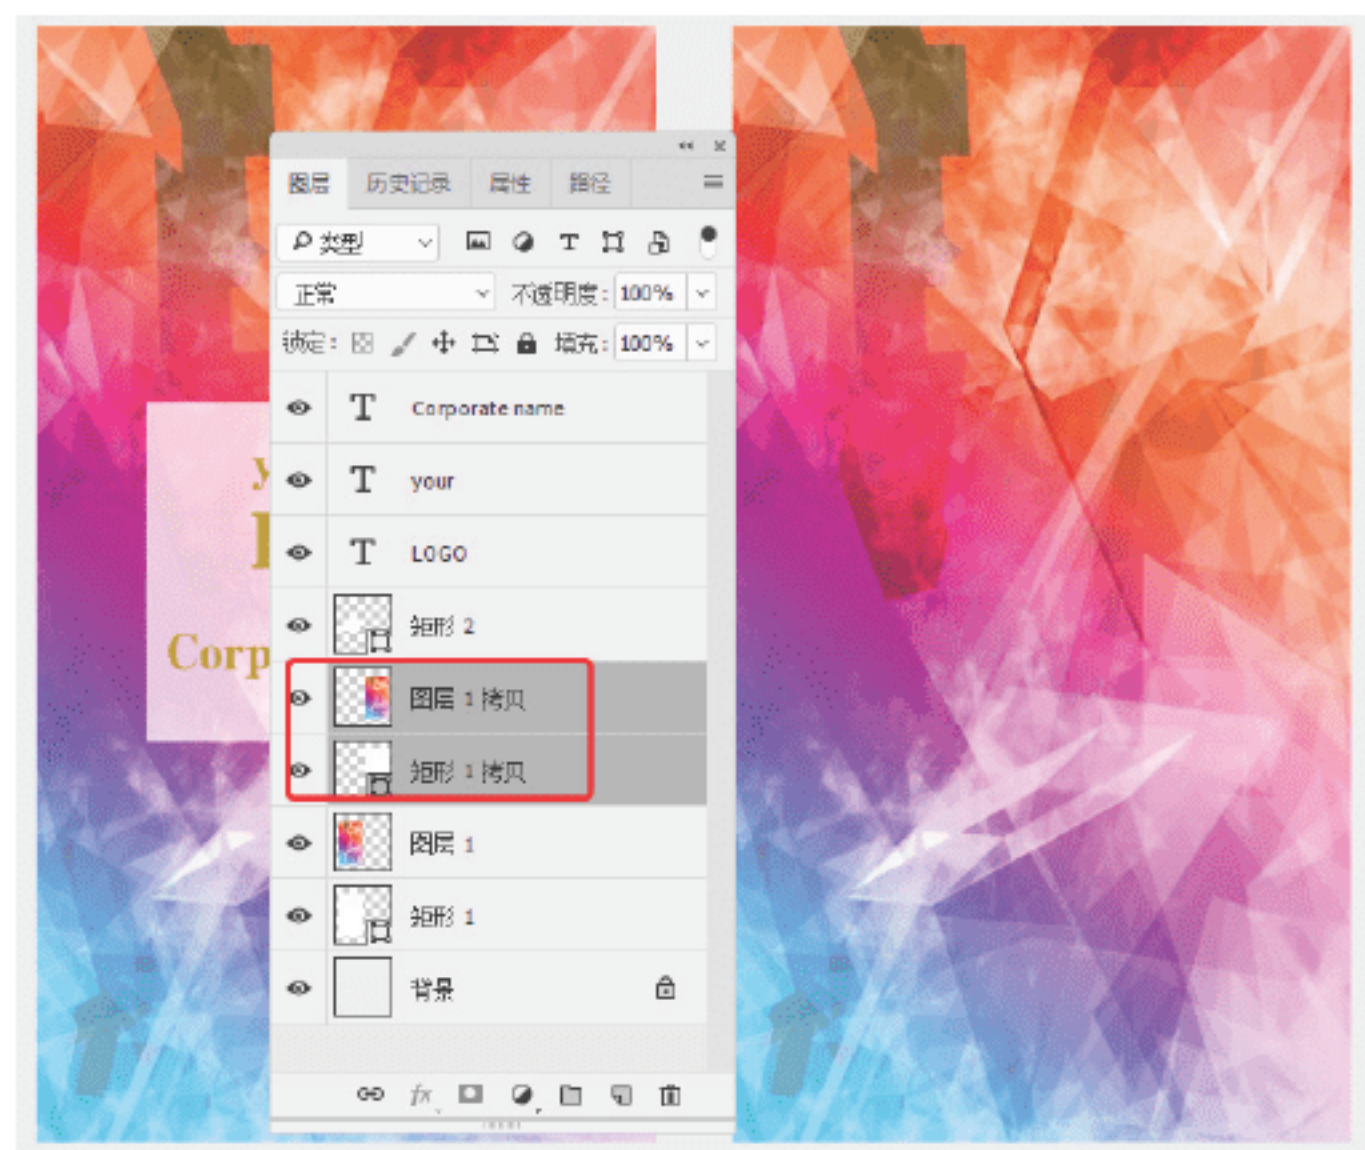 图层 历史记录 属性 路径
类型
正常 不透明度: 100%
锁定: 填充: 100%
T Corporate name
T your
T LOGO
矩形 2
图层 1 拷贝
矩形 1 拷贝
图层 1
矩形 1
背景
fx
y
Corp